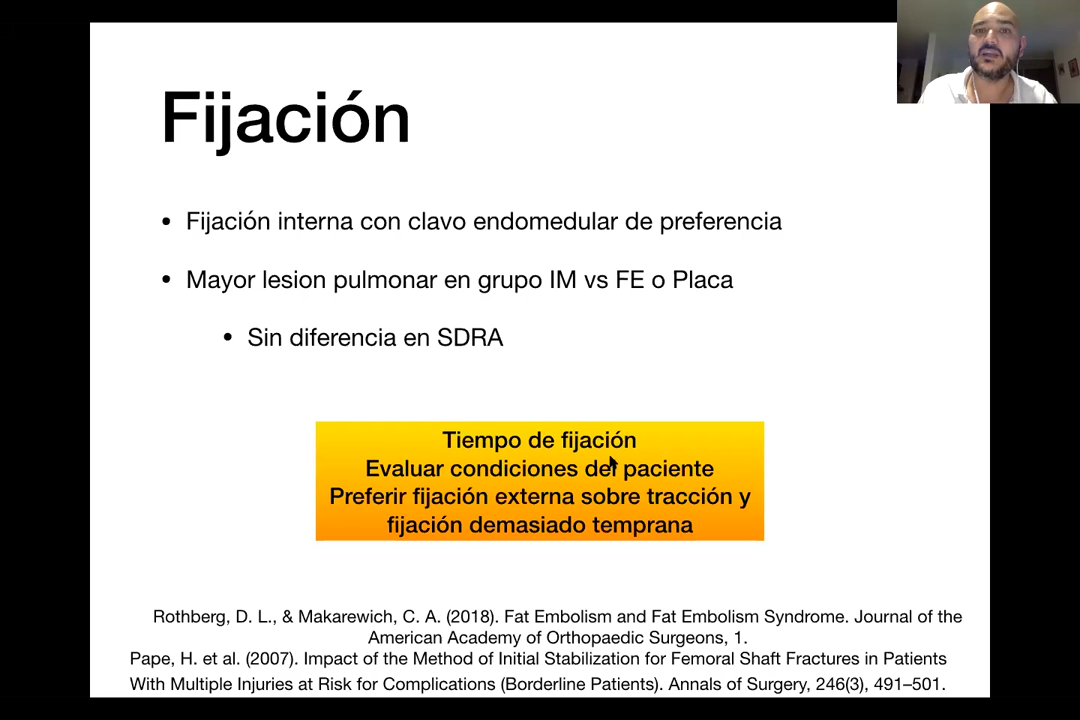 Fijación
• Fijación interna con clavo endomedular de preferencia
• Mayor lesion pulmonar en grupo IM vs FE o Placa
• Sin diferencia en SDRA
Tiempo de fijación
Evaluar condiciones del paciente
Preferir fijación externa sobre tracción y
fijación demasiado temprana
Rothberg, D. L., & Makarewich, C. A. (2018). Fat Embolism and Fat Embolism Syndrome. Journal of the
American Academy of Orthopaedic Surgeons, 1.
Pape, H. et al. (2007). Impact of the Method of Initial Stabilization for Femoral Shaft Fractures in Patients
With Multiple Injuries at Risk for Complications (Borderline Patients). Annals of Surgery, 246(3), 491–501.